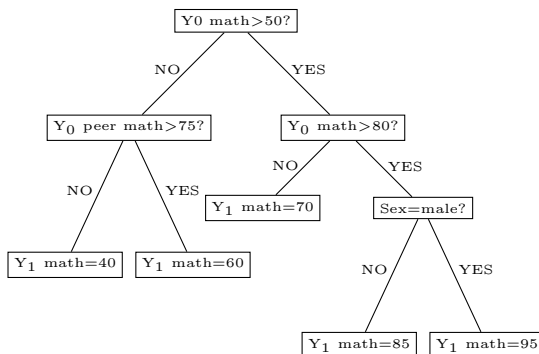 Y0 math>50?
NO
YES
Y₀ peer math>75?
Y₀ math>80?
NO
YES
NO
YES
Y₁ math=70
Sex=male?
Y₁ math=40
Y₁ math=60
NO
YES
Y₁ math=85
Y₁ math=95